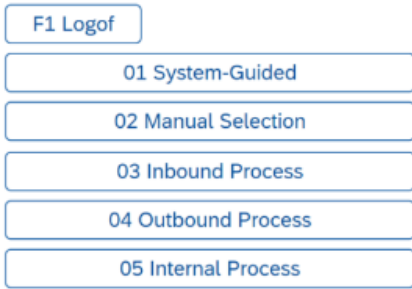 F1 Logof
01 System-Guided
02 Manual Selection
03 Inbound Process
04 Outbound Process
05 Internal Process